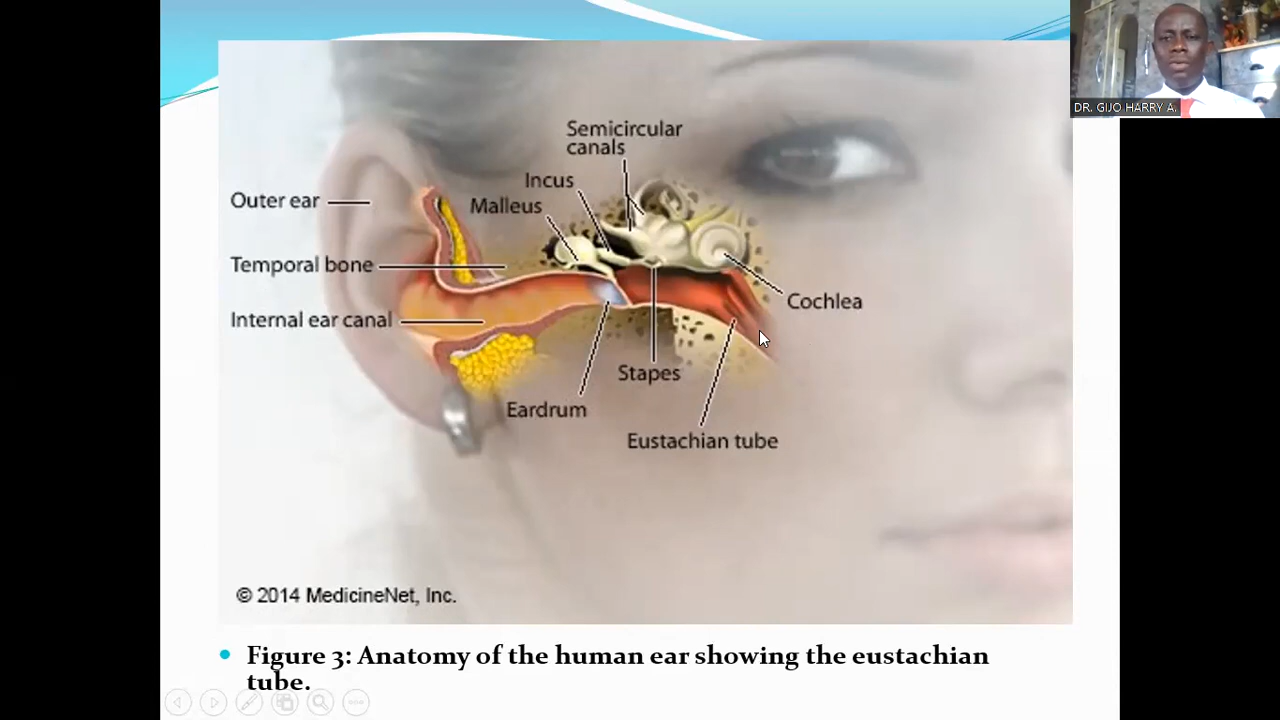 DR. GIJO HARRY A.
Semicircular
canals
Incus
Malleus
Outer ear
Temporal bone
Internal ear canal
Cochlea
Stapes
Eardrum
Eustachian tube
© 2014 MedicineNet, Inc.
Figure 3: Anatomy of the human ear showing the eustachian
tube.